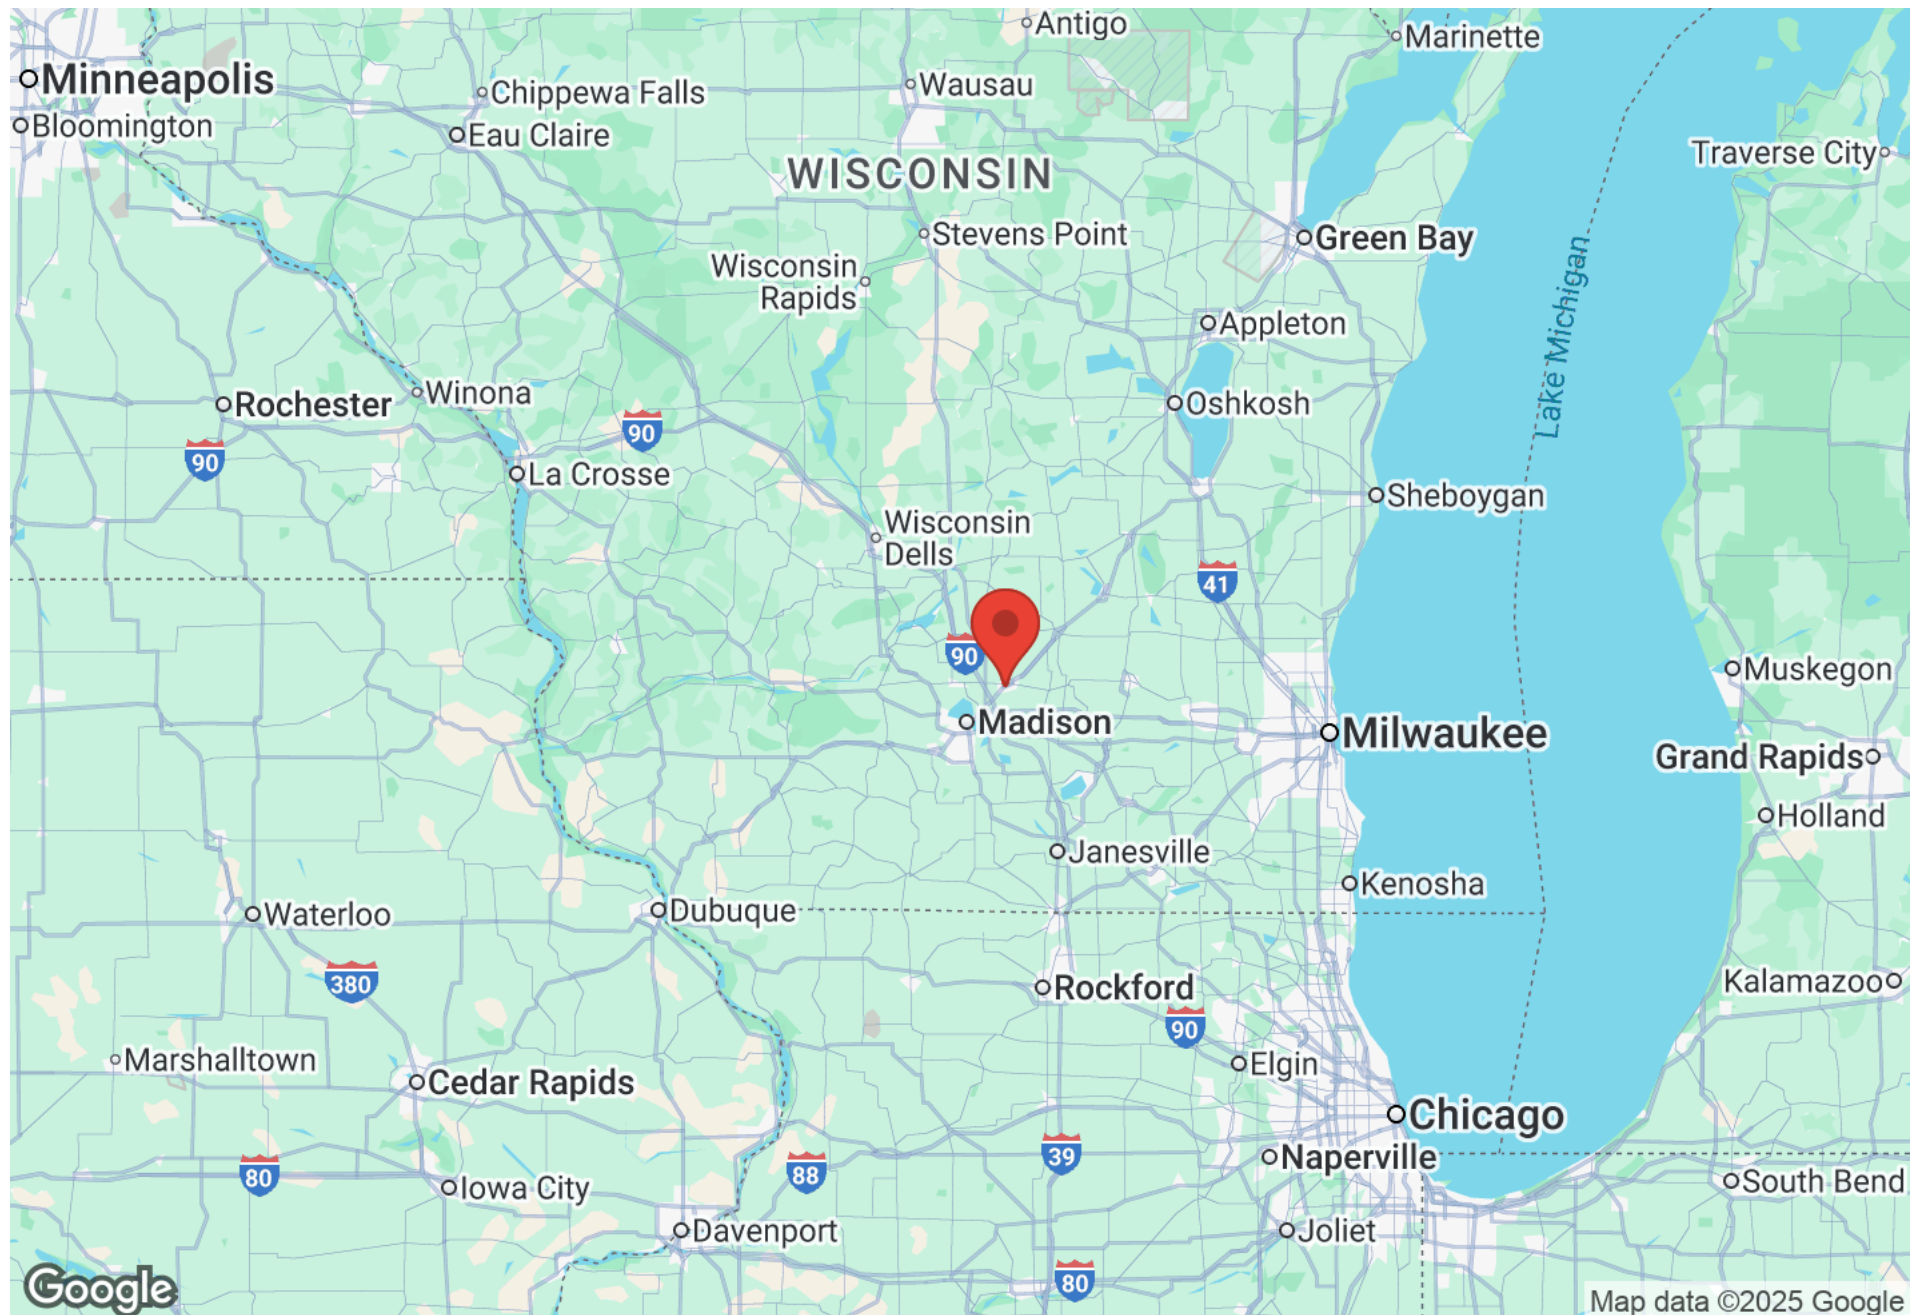 Antigo
Marinette
Minneapolis
Chippewa Falls
Wausau
Bloomington
Eau Claire
Traverse City
WISCONSIN
Stevens Point
Green Bay
Wisconsin
Rapids
Appleton
Lake Michigan
Winona
Rochester
Oshkosh
90
90
La Crosse
Sheboygan
Wisconsin
Dells
41
90
Muskegon
Madison
Milwaukee
Grand Rapids
Holland
Janesville
Kenosha
Waterloo
Dubuque
380
Rockford
Kalamazoo
90
Marshalltown
Elgin
Cedar Rapids
Chicago
39
Naperville
80
88
South Bend
Iowa City
Davenport
Joliet
80
Google
Map data ©2025 Google